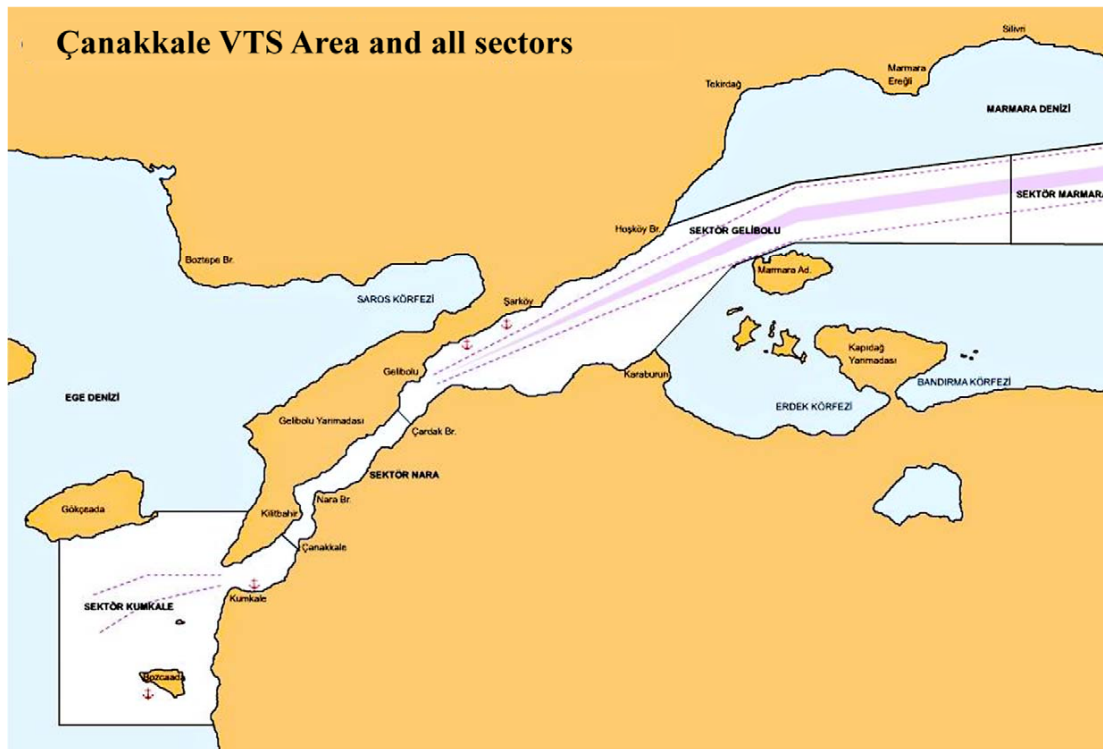 Çanakkale VTS Area and all sectors
Silivri
Marmara
Ereğli
Tekirdağ
MARMARA DENİZİ
SEKTÖR MARMARA
Hoşköy Br.
SEKTÖR GELİBOLU
Boztepe Br.
Marmara Ad.
SAROS KÖRFEZİ
Şarköy
Kapıdağ
Yarımadası
Gelibolu
Karaburun
BANDIRMA KÖRFEZİ
EGE DENİZİ
ERDEK KÖRFEZİ
Gelibolu Yarımadası
Çardak Br.
SEKTÖR NARA
Nara Br.
Gökçeada
Kilitbahir
Çanakkale
Kumkale
SEKTÖR KUMKALE
Bozcaada